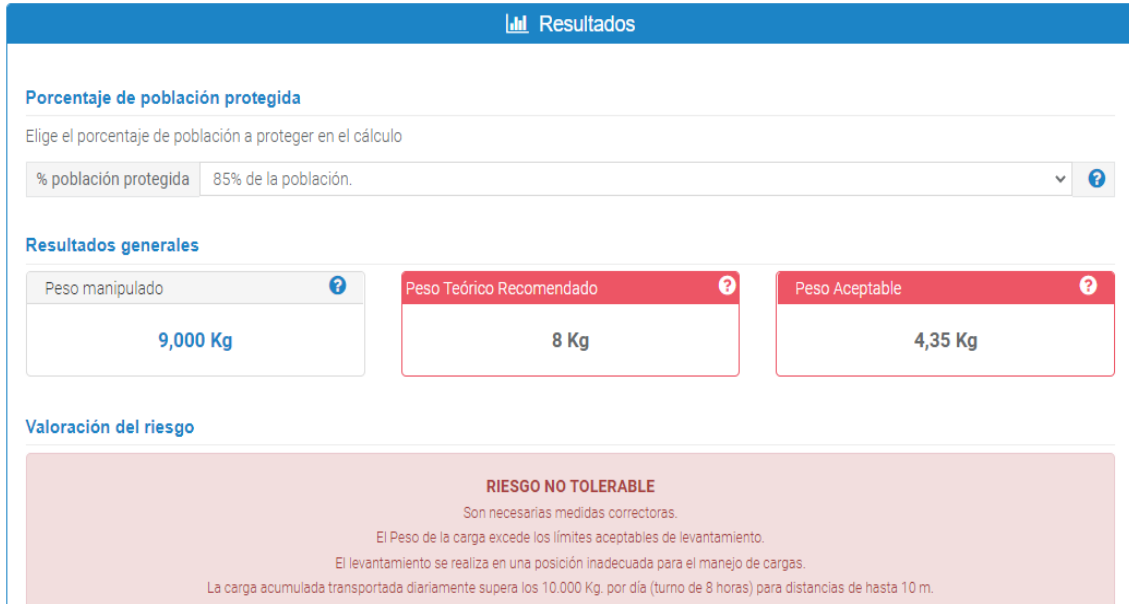 Resultados
Porcentaje de población protegida
Elige el porcentaje de población a proteger en el cálculo
% población protegida 85% de la población. ?
Resultados generales
Peso manipulado ? Peso Teórico Recomendado ? Peso Aceptable ?
9,000 Kg 8 Kg 4,35 Kg
Valoración del riesgo
RIESGO NO TOLERABLE
Son necesarias medidas correctoras.
El Peso de la carga excede los límites aceptables de levantamiento.
El levantamiento se realiza en una posición inadecuada para el manejo de cargas.
La carga acumulada transportada diariamente supera los 10.000 Kg. por día (turno de 8 horas) para distancias de hasta 10 m.